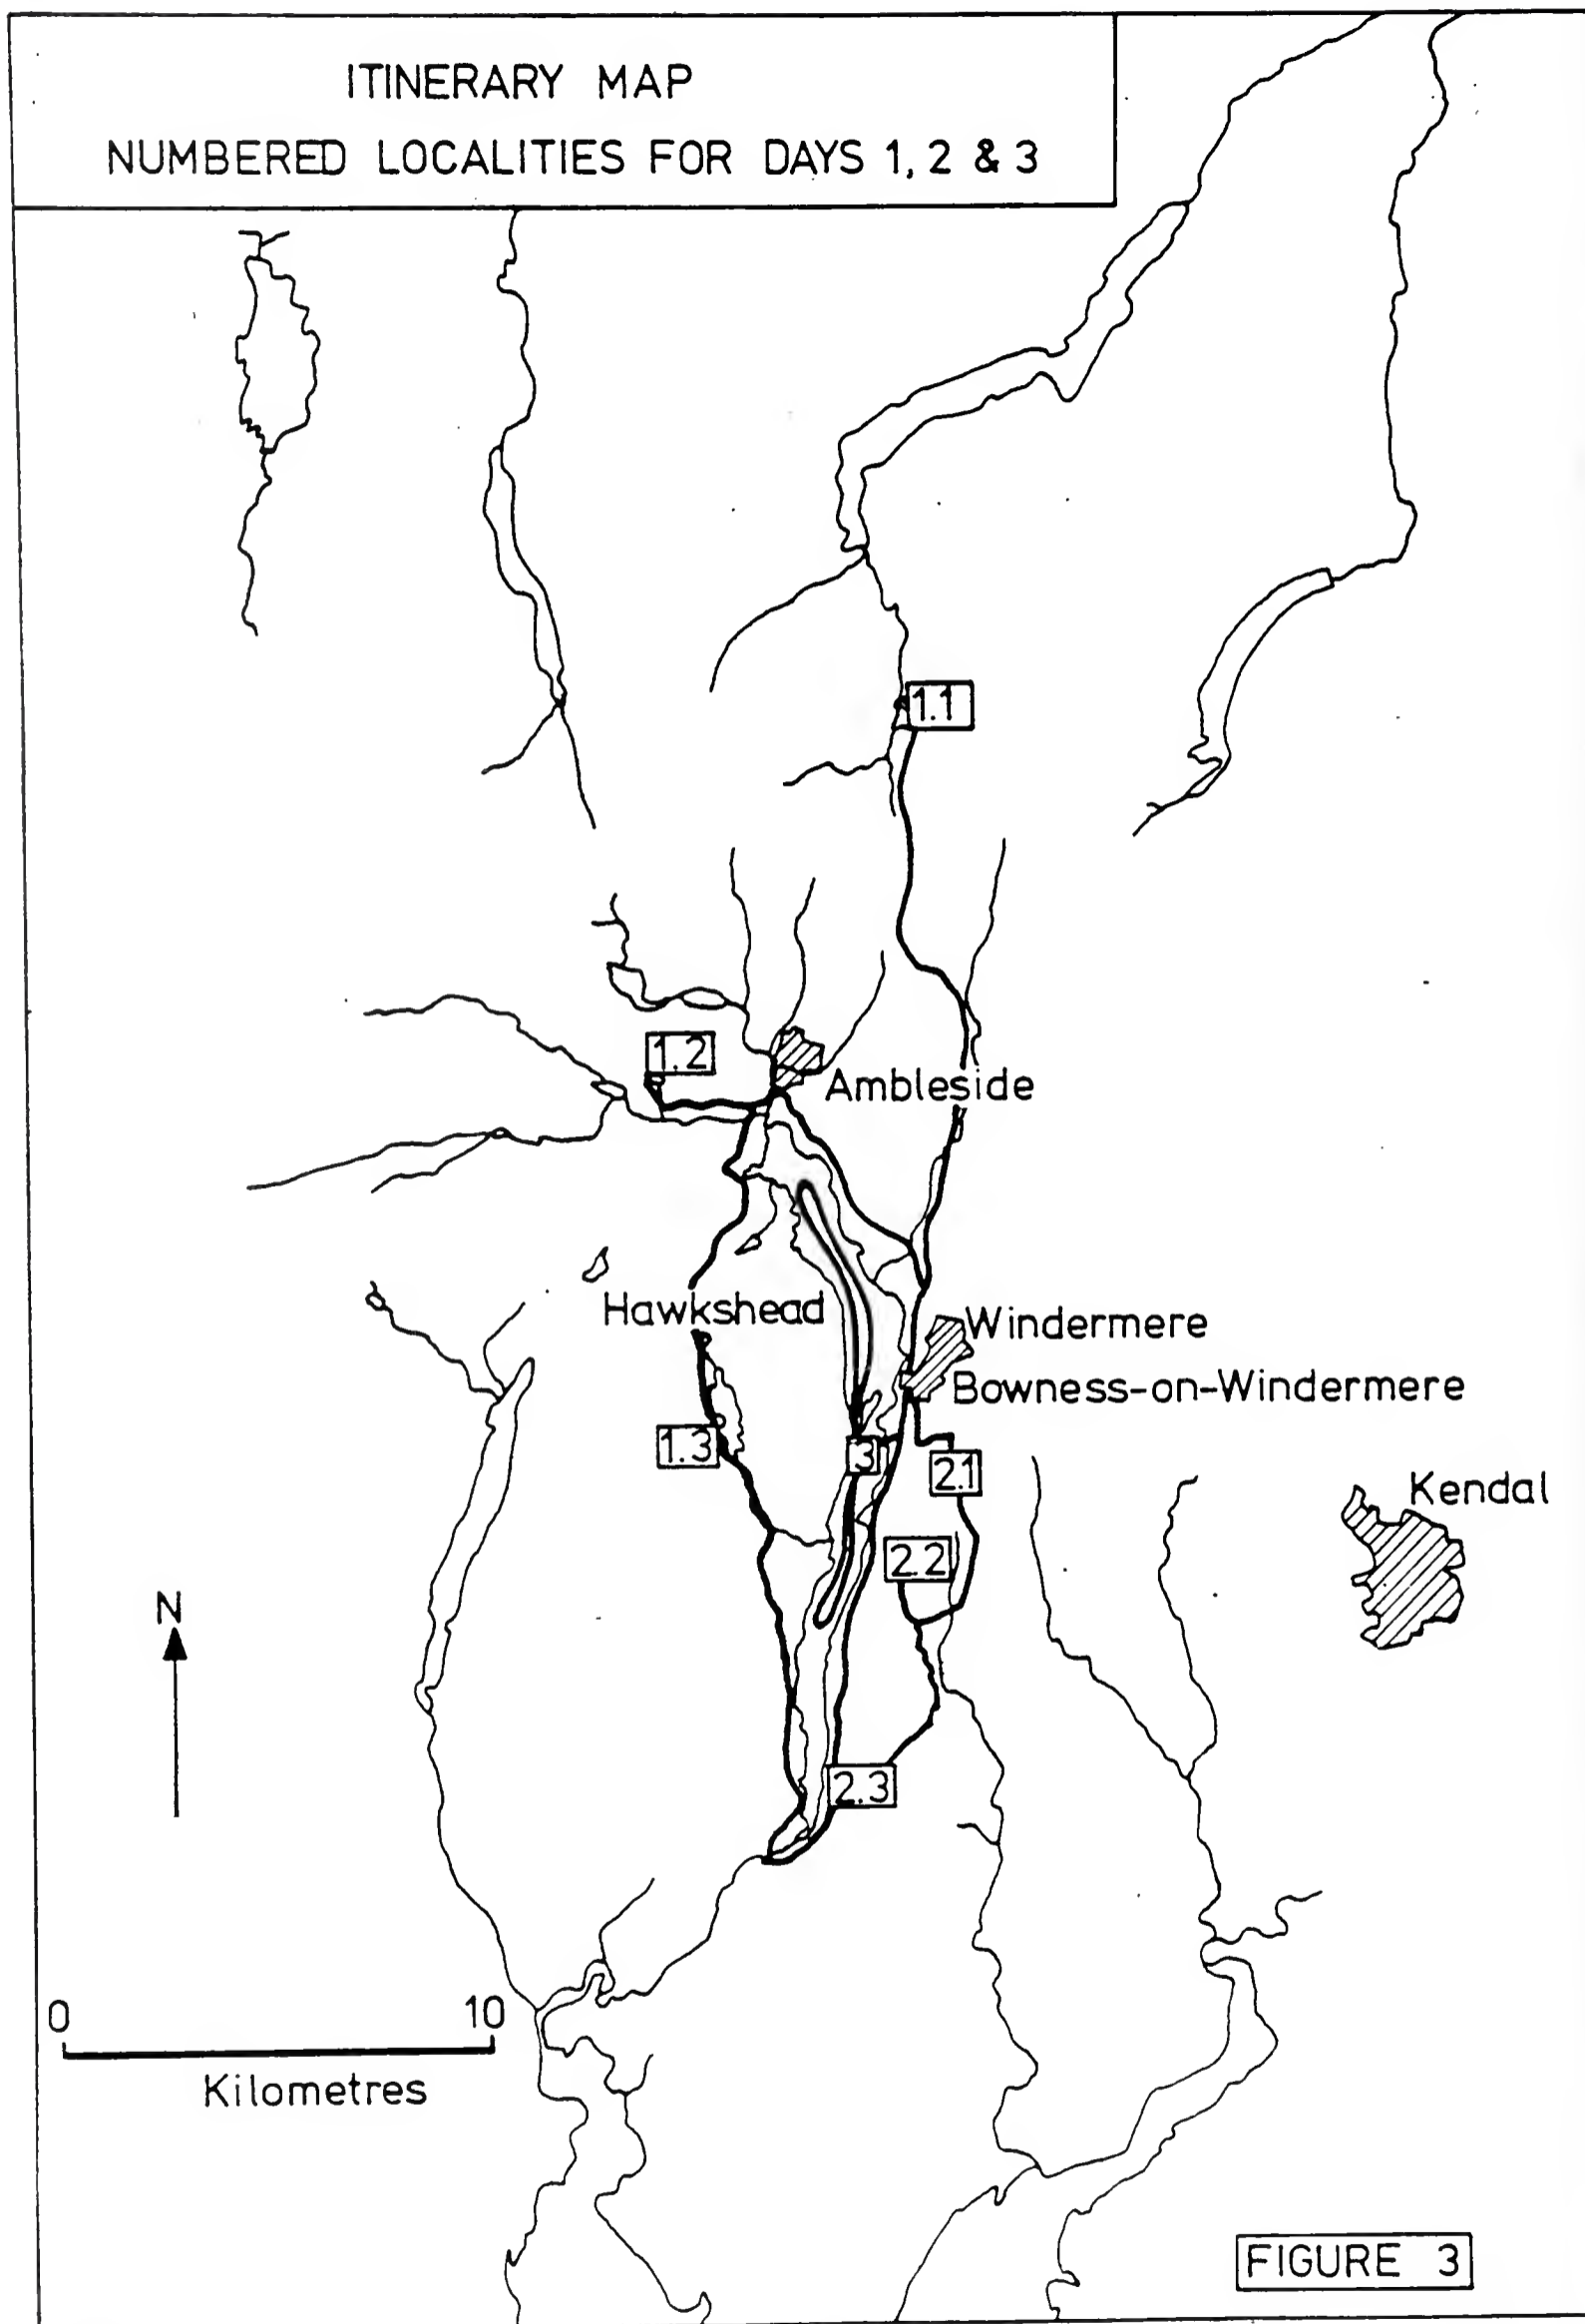 ITINERARY MAP
NUMBERED LOCALITIES FOR DAYS 1, 2 & 3
1.1
1.2
Ambleside
Hawkshead
Windermere
Bowness-on-Windermere
1.3
3
2.1
Kendal
2.2
N
2.3
0 10
Kilometres
FIGURE 3